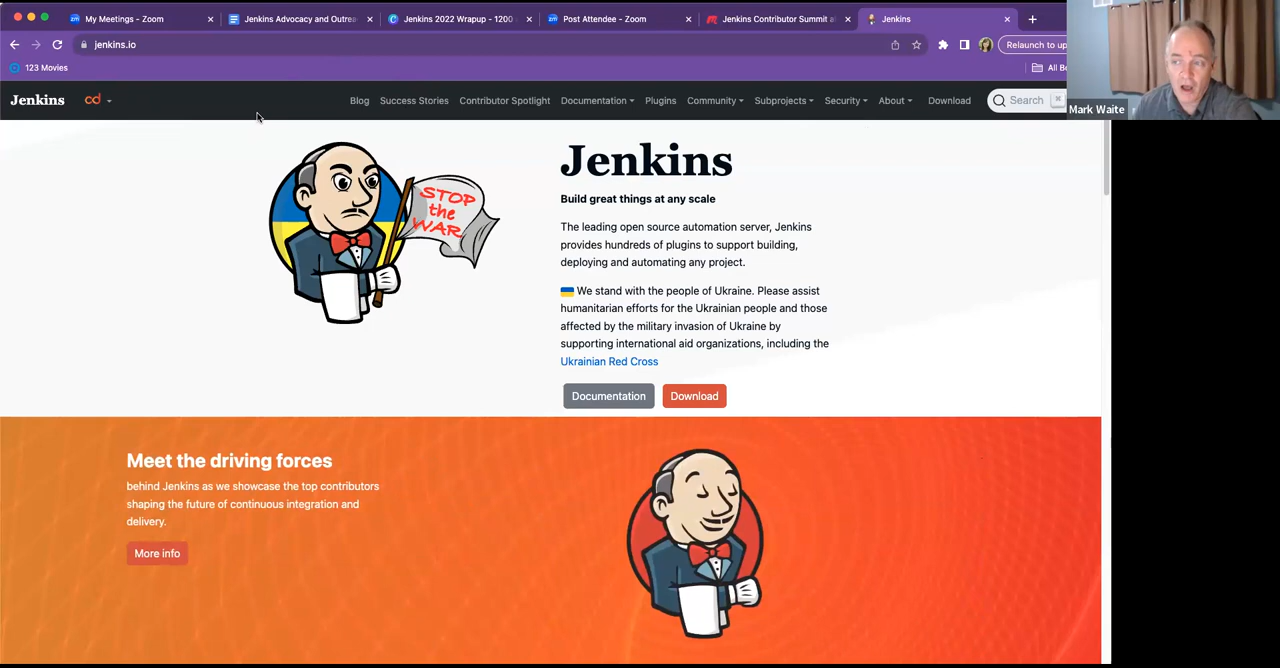 My Meetings - Zoom
Jenkins Advocacy and Outrea
Jenkins 2022 Wrapup - 1200
Post Attendee - Zoom
Jenkins Contributor Summit a
Jenkins
jenkins.io
Relaunch to up
123 Movies
All Bo
Jenkins
cd
Blog
Success Stories
Contributor Spotlight
Documentation
Plugins
Community
Subprojects
Security
About
Download
Search
Mark Waite
STOP
the
WAR
Jenkins
Build great things at any scale
The leading open source automation server, Jenkins
provides hundreds of plugins to support building,
deploying and automating any project.
We stand with the people of Ukraine. Please assist
humanitarian efforts for the Ukrainian people and those
affected by the military invasion of Ukraine by
supporting international aid organizations, including the
Ukrainian Red Cross
Documentation
Download
Meet the driving forces
behind Jenkins as we showcase the top contributors
shaping the future of continuous integration and
delivery.
More info